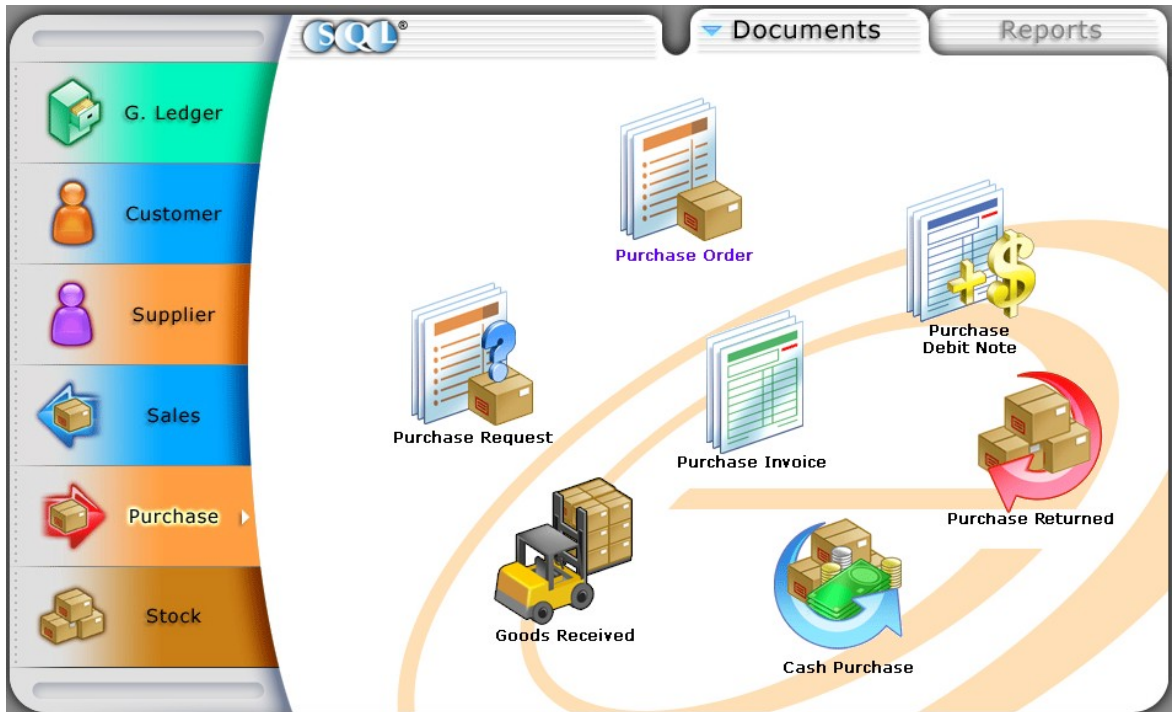 SQL®
Documents
Reports
G. Ledger
Customer
Supplier
Sales
Purchase
Stock
Purchase Order
Purchase
Debit Note
Purchase Request
Purchase Invoice
Purchase Returned
Goods Received
Cash Purchase